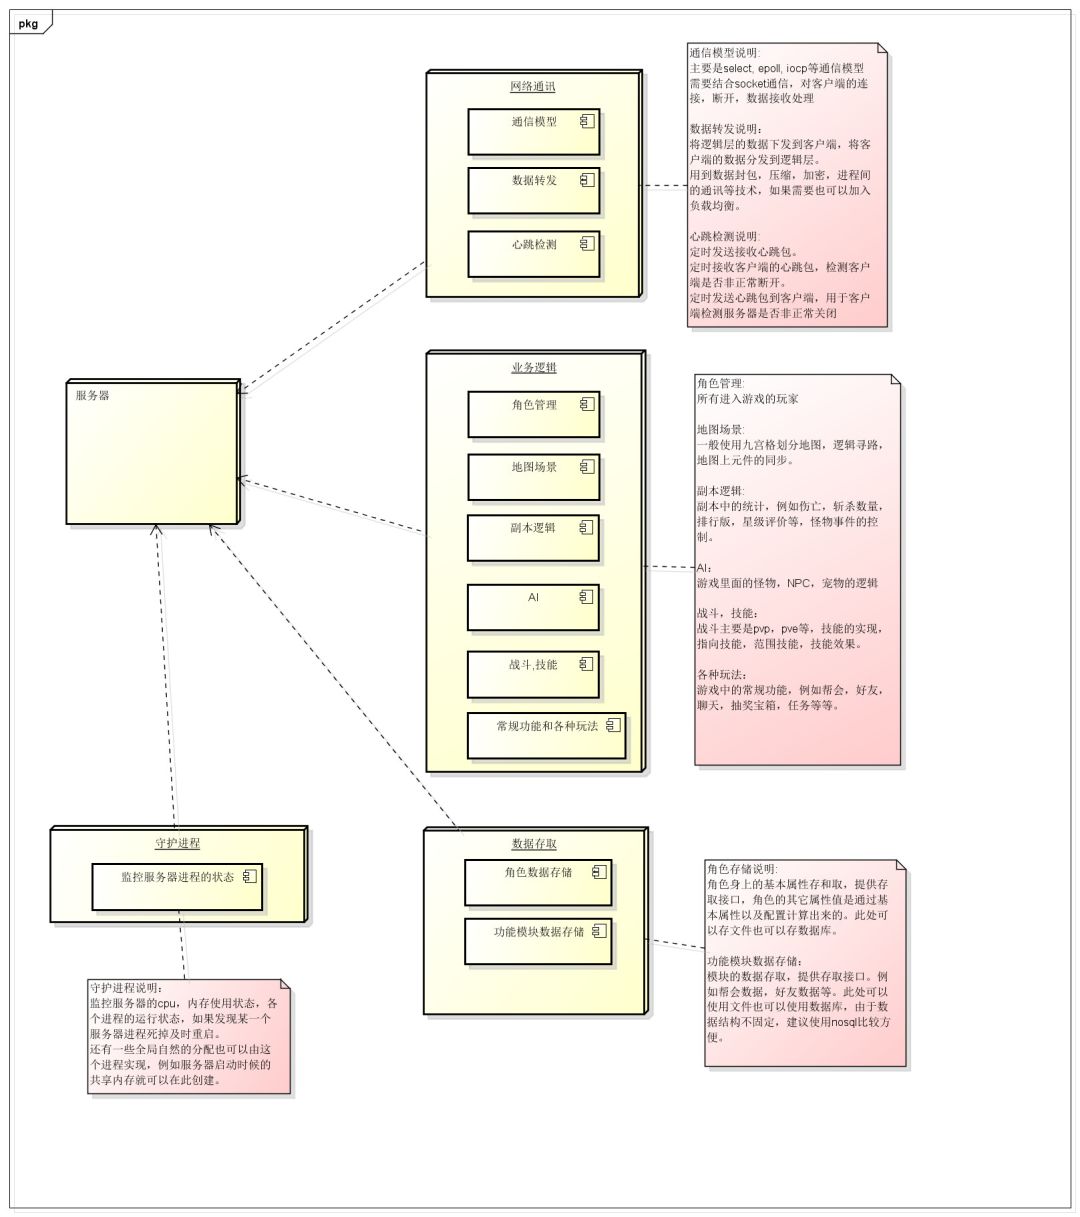 pkg
网络通讯
通信模型
数据转发
心跳检测
通信模型说明:
主要是select, epoll, iocp等通信模型
需要结合socket通信，对客户端的连
接，断开，数据接收处理
数据转发说明：
将逻辑层的数据下发到客户端，将客
户端的数据分发到逻辑层。
用到数据封包，压缩，加密，进程间
的通讯等技术，如果需要也可以加入
负载均衡。
心跳检测说明:
定时发送接收心跳包。
定时接收客户端的心跳包，检测客户
端是否非正常断开。
定时发送心跳包到客户端，用于客户
端检测服务器是否非正常关闭
服务器
业务逻辑
角色管理
地图场景
副本逻辑
AI
战斗,技能
常规功能和各种玩法
角色管理:
所有进入游戏的玩家
地图场景:
一般使用九宫格划分地图，逻辑寻路，
地图上元件的同步。
副本逻辑:
副本中的统计，例如伤亡，斩杀数量，
排行版，星级评价等，怪物事件的控
制。
AI：
游戏里面的怪物，NPC，宠物的逻辑
战斗，技能：
战斗主要是pvp，pve等，技能的实现，
指向技能，范围技能，技能效果。
各种玩法：
游戏中的常规功能，例如帮会，好友，
聊天，抽奖宝箱，任务等等。
守护进程
监控服务器进程的状态
守护进程说明：
监控服务器的cpu，内存使用状态，各
个进程的运行状态，如果发现某一个
服务器进程死掉及时重启。
还有一些全局自然的分配也可以由这
个进程实现，例如服务器启动时候的
共享内存就可以在此创建。
数据存取
角色数据存储
功能模块数据存储
角色存储说明:
角色身上的基本属性存和取，提供存
取接口，角色的其它属性值是通过基
本属性以及配置计算出来的。此处可
以存文件也可以存数据库。
功能模块数据存储：
模块的数据存取，提供存取接口。例
如帮会数据，好友数据等。此处可以
使用文件也可以使用数据库，由于数
据结构不固定，建议使用nosql比较方
便。